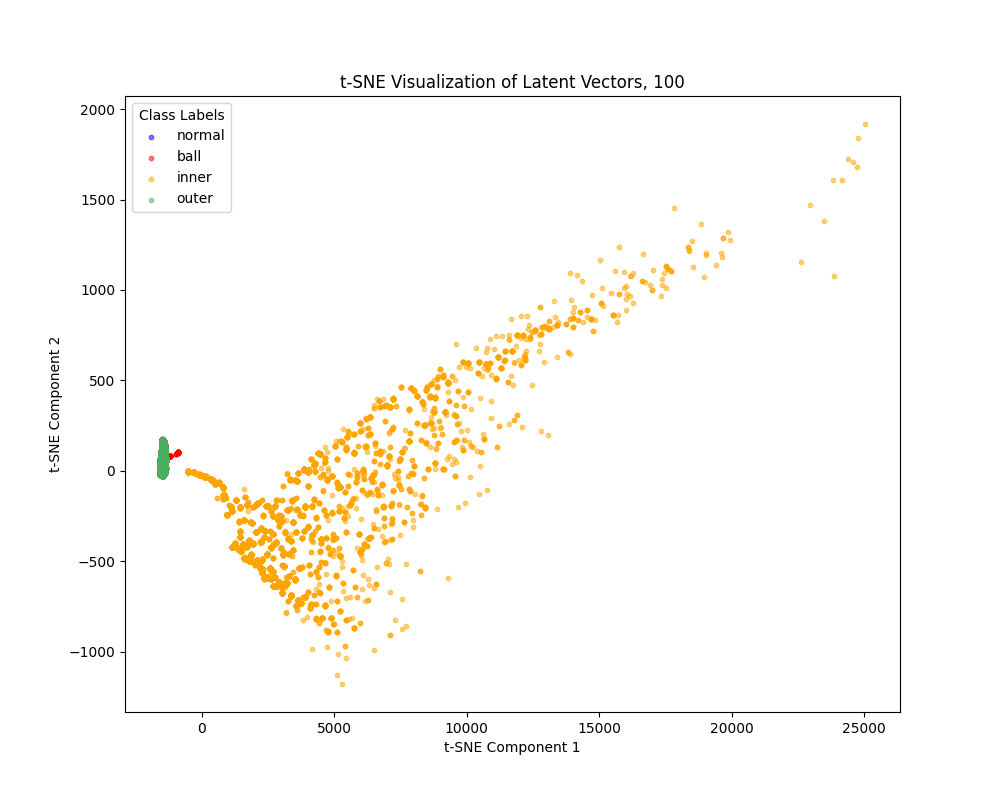 t-SNE Visualization of Latent Vectors, 100
Class Labels
normal
ball
inner
outer
2000
1500
1000
500
0
−500
−1000
t-SNE Component 2
0
5000
10000
15000
20000
25000
t-SNE Component 1